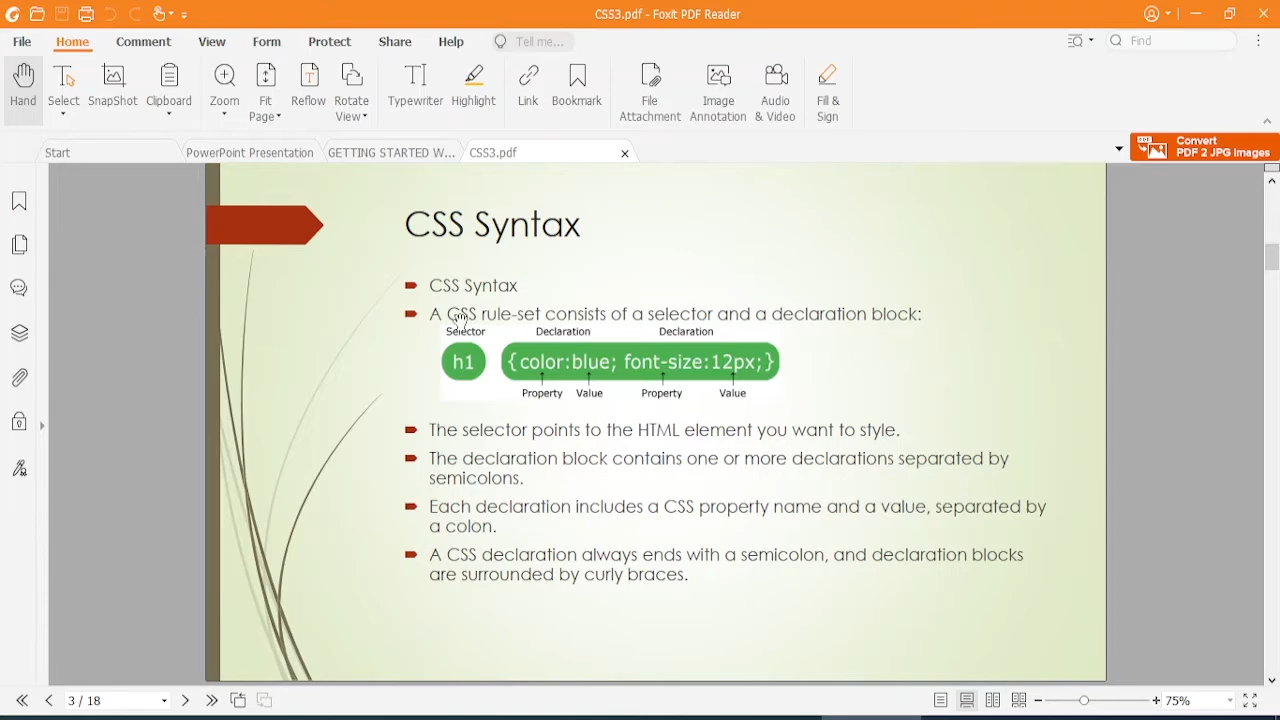 CSS3.pdf - Foxit PDF Reader
File Home Comment View Form Protect Share Help Tell me... Find
Hand Select SnapShot Clipboard Zoom Fit Page Reflow Rotate View Typewriter Highlight Link Bookmark File Attachment Image Annotation Audio & Video Fill & Sign
Start PowerPoint Presentation GETTING STARTED W... CSS3.pdf
Convert
PDF 2 JPG Images
CSS Syntax
CSS Syntax
A CSS rule-set consists of a selector and a declaration block:
Selector Declaration Declaration
h1 {color:blue; font-size:12px;}
Property Value Property Value
The selector points to the HTML element you want to style.
The declaration block contains one or more declarations separated by
semicolons.
Each declaration includes a CSS property name and a value, separated by
a colon.
A CSS declaration always ends with a semicolon, and declaration blocks
are surrounded by curly braces.
3 / 18 75%